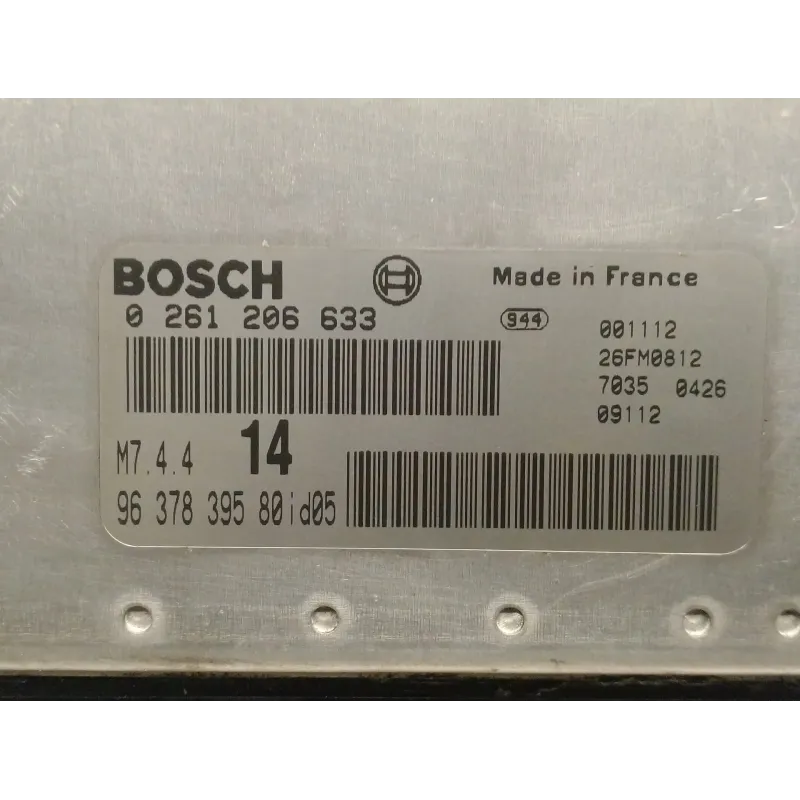 BOSCH
Made in France
0 261 206 633
944
001112
26FM0812
7035 0426
09112
M7.4.4 14
96 378 395 80id05